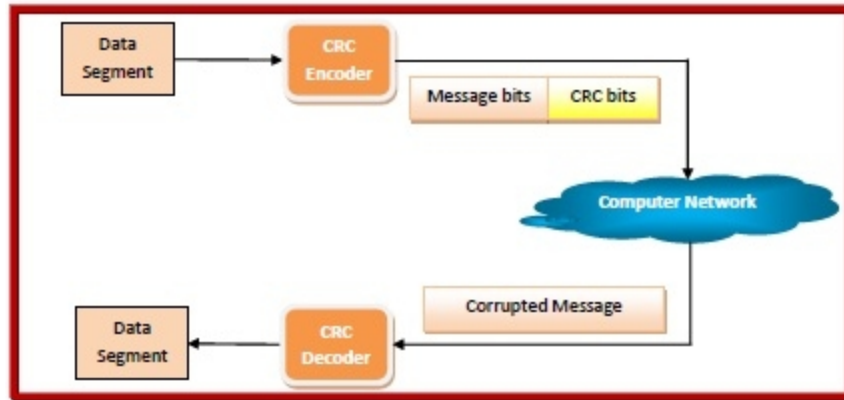 Data
Segment
CRC
Encoder
Message bits
CRC bits
Computer Network
Corrupted Message
Data
Segment
CRC
Decoder